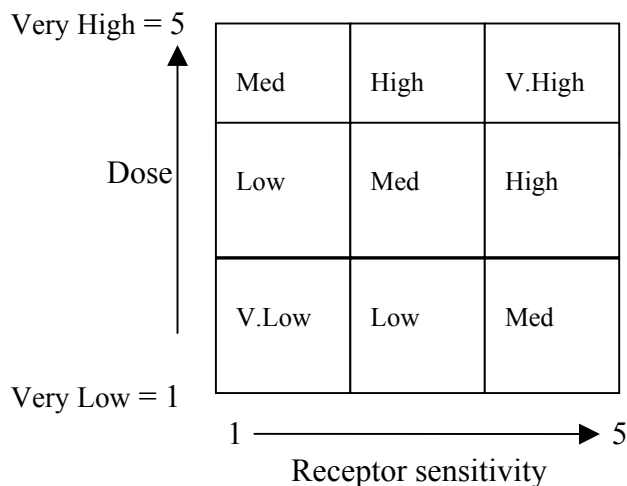 Very High = 5
Med High V.High
Dose
Low Med High
V.Low Low Med
Very Low = 1
1 5
Receptor sensitivity